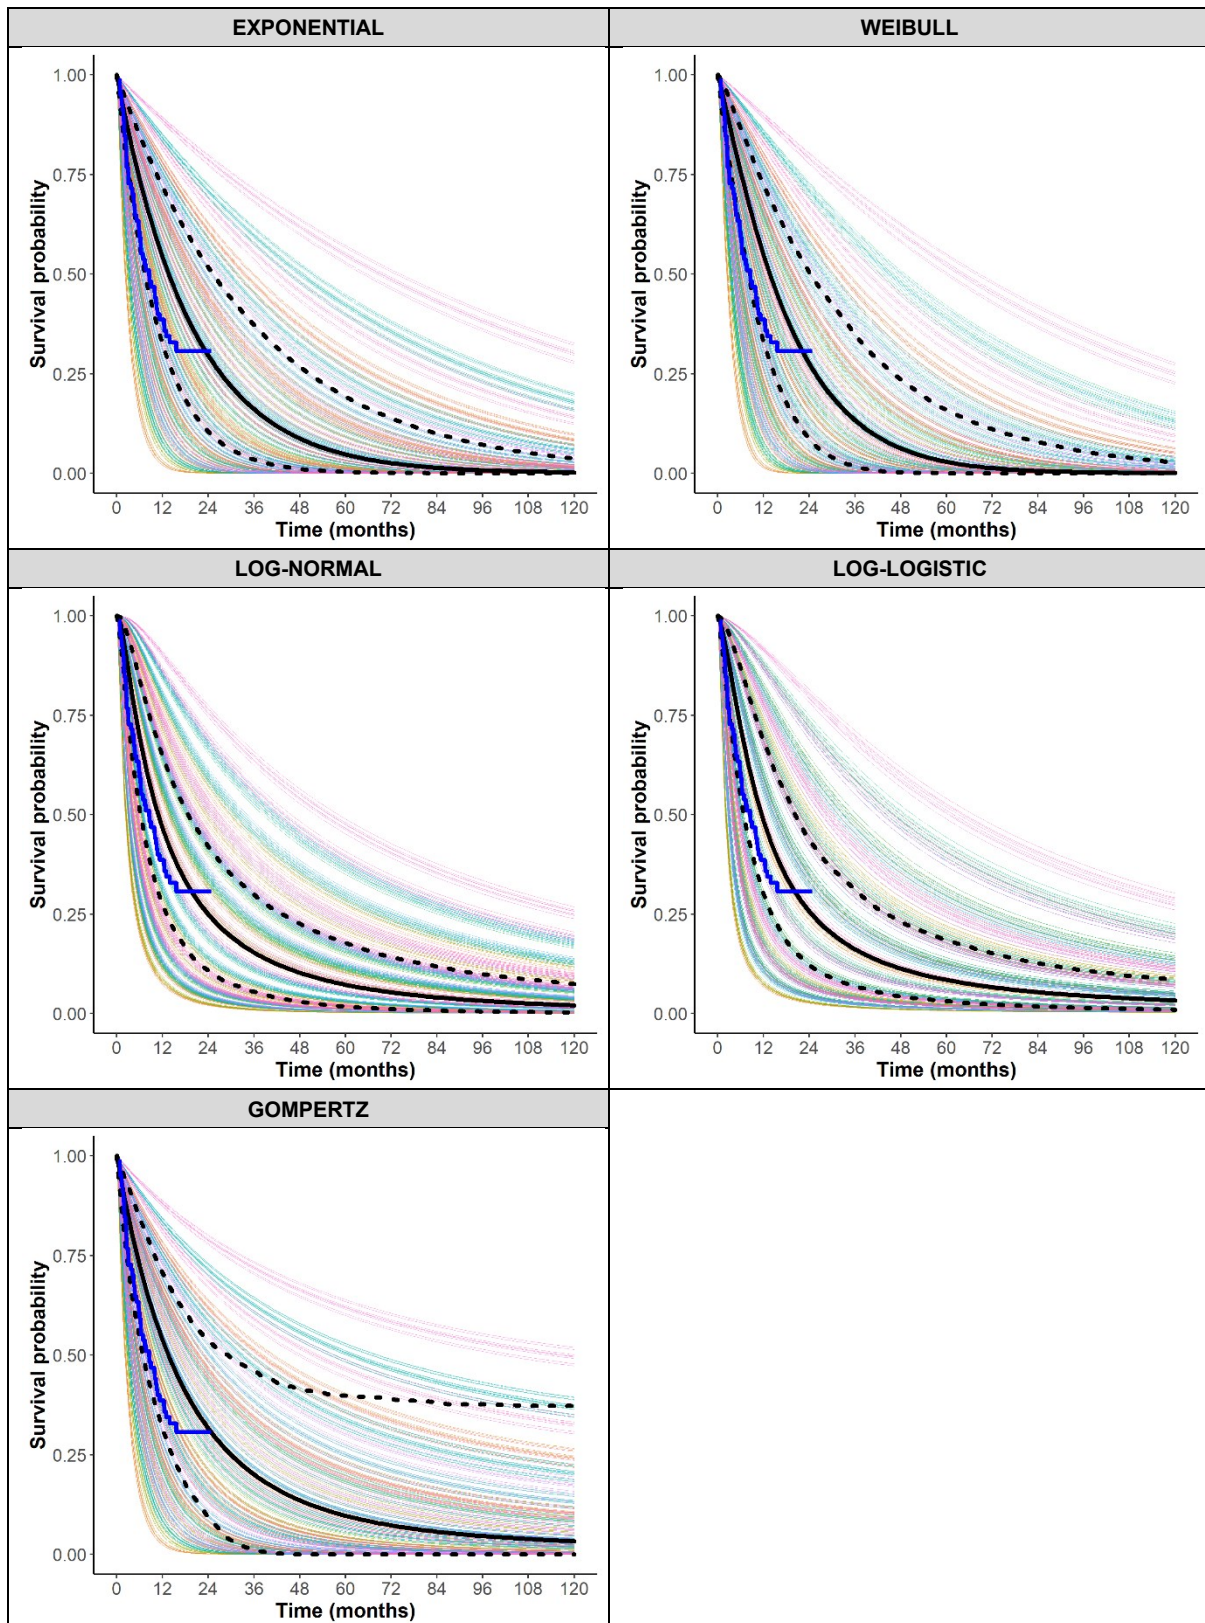 EXPONENTIAL
WEIBULL
Survival probability
1.00
0.75
0.50
0.25
0.00
0 12 24 36 48 60 72 84 96 108 120
Time (months)
Survival probability
1.00
0.75
0.50
0.25
0.00
0 12 24 36 48 60 72 84 96 108 120
Time (months)
LOG-NORMAL
LOG-LOGISTIC
Survival probability
1.00
0.75
0.50
0.25
0.00
0 12 24 36 48 60 72 84 96 108 120
Time (months)
Survival probability
1.00
0.75
0.50
0.25
0.00
0 12 24 36 48 60 72 84 96 108 120
Time (months)
GOMPERTZ
Survival probability
1.00
0.75
0.50
0.25
0.00
0 12 24 36 48 60 72 84 96 108 120
Time (months)